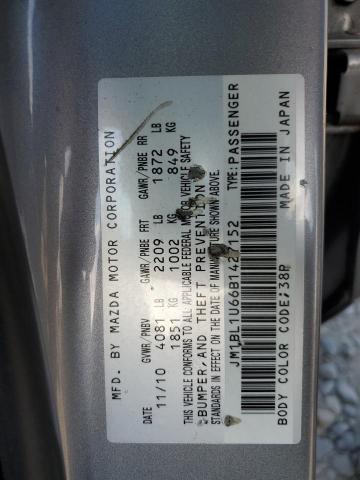 MFD. BY MAZDA MOTOR CORPORATION
DATE GVWR/PNBV GAWR/PNBE FRT GAWR/PNBE RR
11/10 4081 LB 2209 LB 1872 LB
1851 KG 1002 KG 849 KG
THIS VEHICLE CONFORMS TO ALL APPLICABLE FEDERAL MOTOR VEHICLE SAFETY
BUMPER, AND THEFT PREVENTION
STANDARDS IN EFFECT ON THE DATE OF MANUFACTURE SHOWN ABOVE.
JM1BL1U66B1427152 TYPE:PASSENGER
BODY COLOR CODE:38P MADE IN JAPAN